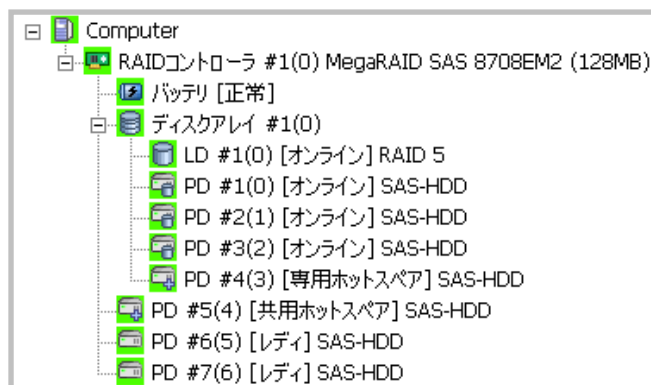 Computer
RAIDコントローラ #1(0) MegaRAID SAS 8708EM2 (128MB)
バッテリ [正常]
ディスクアレイ #1(0)
LD #1(0) [オンライン] RAID 5
PD #1(0) [オンライン] SAS-HDD
PD #2(1) [オンライン] SAS-HDD
PD #3(2) [オンライン] SAS-HDD
PD #4(3) [専用ホットスペア] SAS-HDD
PD #5(4) [共用ホットスペア] SAS-HDD
PD #6(5) [レディ] SAS-HDD
PD #7(6) [レディ] SAS-HDD